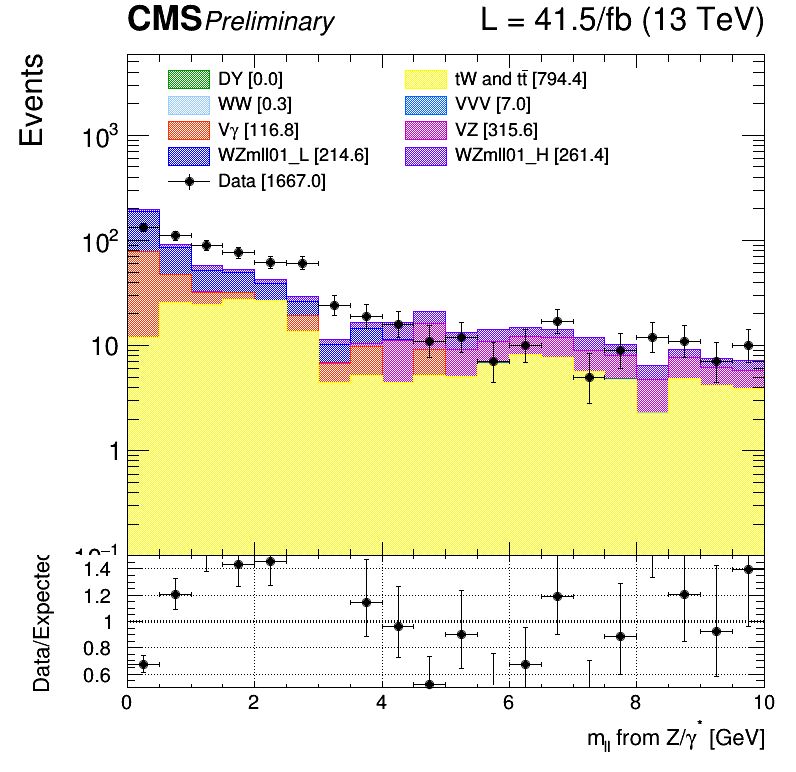 CMS Preliminary L = 41.5/fb (13 TeV)
Events
DY [0.0] tW and tt̄ [794.4]
WW [0.3] VVV [7.0]
Vγ [116.8] VZ [315.6]
WZmll01_L [214.6] WZmll01_H [261.4]
Data [1667.0]
10³
10²
10
1
10⁻¹
Data/Expected
1.4
1.2
1
0.8
0.6
0 2 4 6 8 10
m_ll from Z/γ* [GeV]